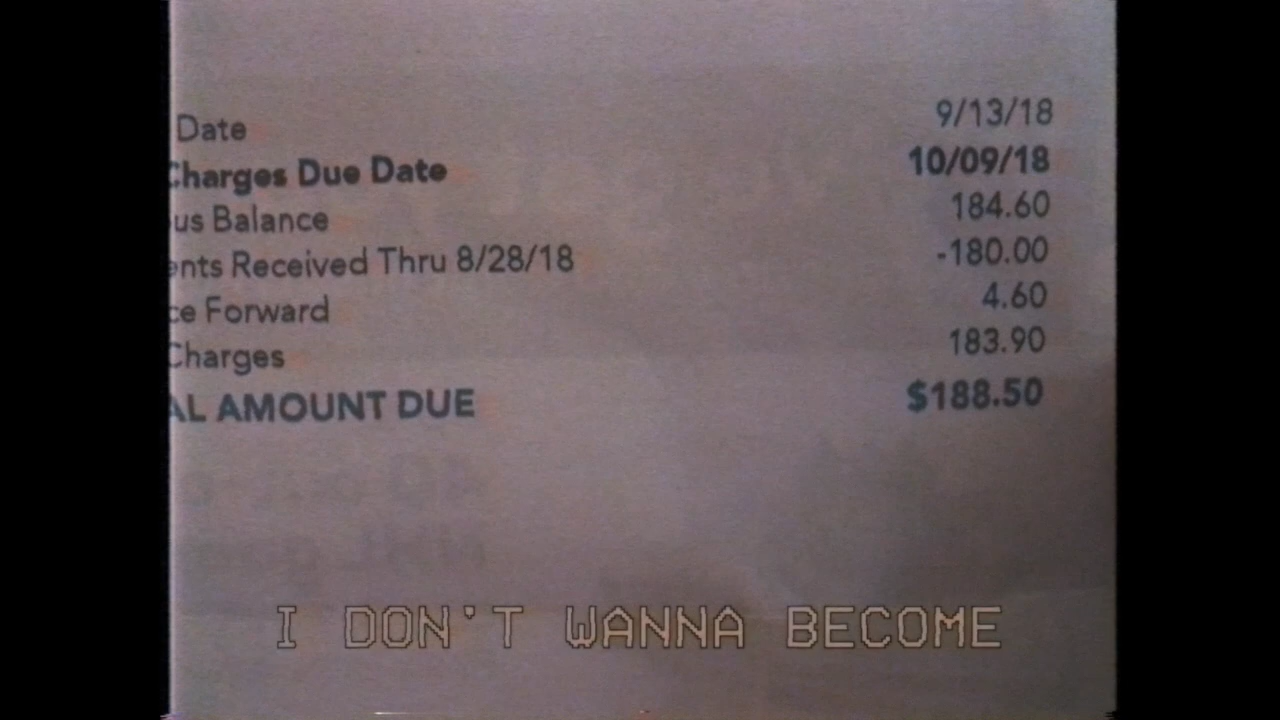 Date 9/13/18
Charges Due Date 10/09/18
us Balance 184.60
ents Received Thru 8/28/18 -180.00
ce Forward 4.60
Charges 183.90
AL AMOUNT DUE $188.50
I DON'T WANNA BECOME